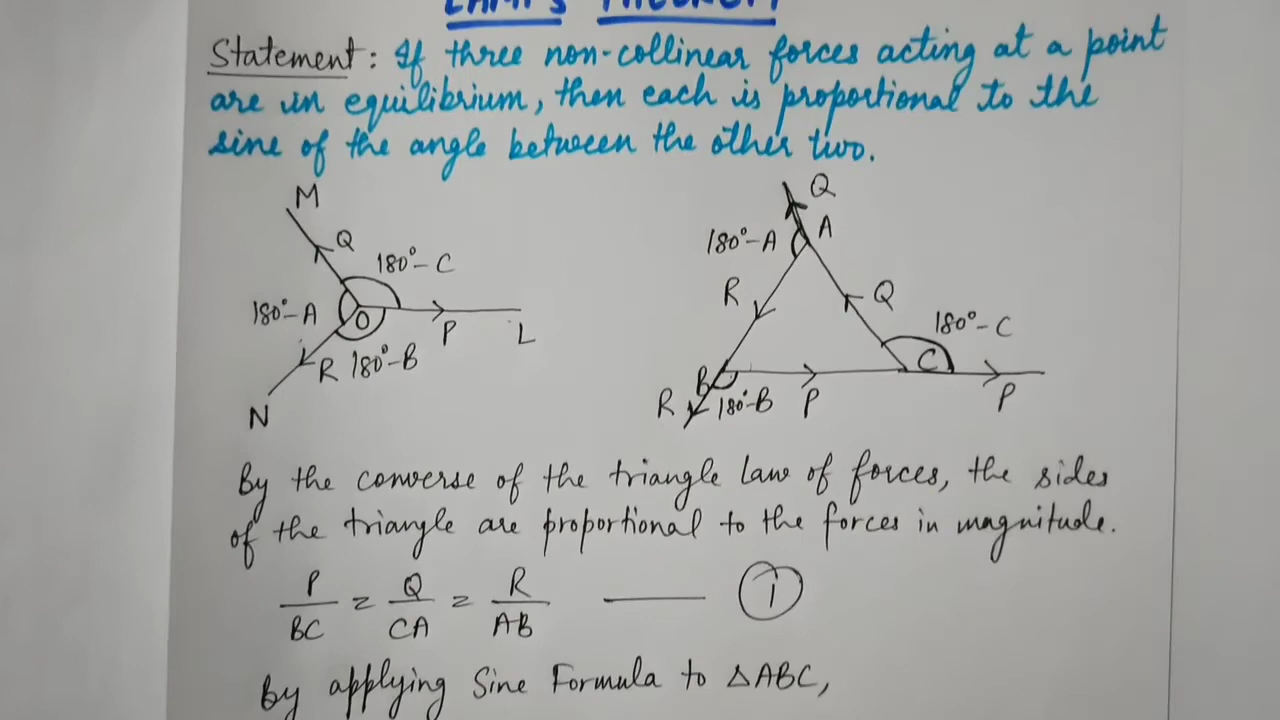 LAMI'S THEOREM
Statement: If three non-collinear forces acting at a point
are in equilibrium, then each is proportional to the
sine of the angle between the other two.
M
Q
180°-C
180°-A
O
P
L
R
180°-B
N
Q
A
180°-A
R
Q
180°-C
B
C
R
180°-B
P
P
By the converse of the triangle law of forces, the sides
of the triangle are proportional to the forces in magnitude.
P/BC = Q/CA = R/AB —— 1
By applying Sine Formula to △ABC,